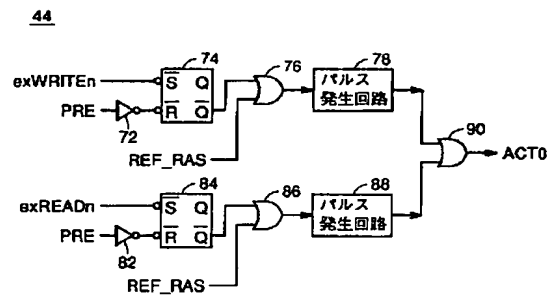 44
74
76
78
exWRITEn
S̅ Q
パルス
発生回路
PRE
R̅ Q̅
72
90
REF_RAS
ACT0
84
86
88
exREADn
S̅ Q
パルス
発生回路
PRE
R̅ Q̅
82
REF_RAS